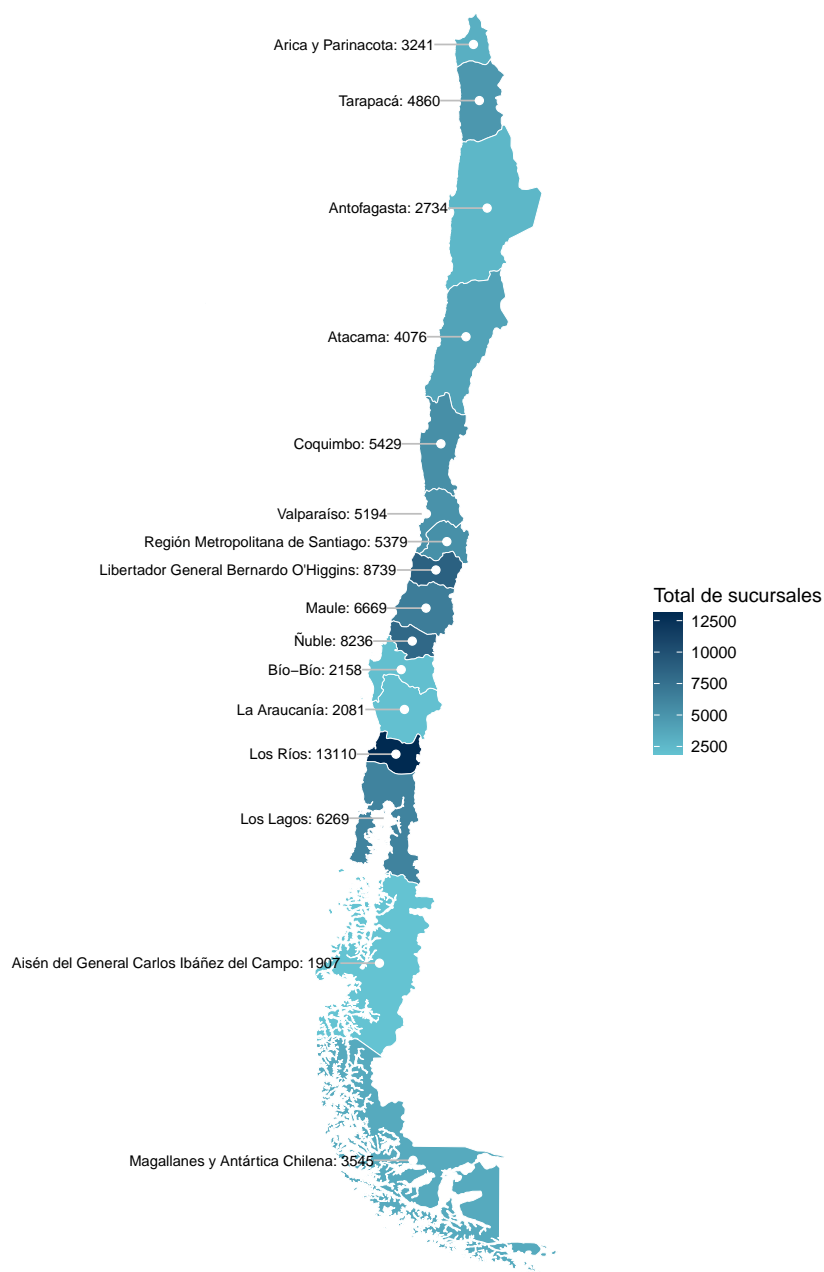 Arica y Parinacota: 3241
Tarapacá: 4860
Antofagasta: 2734
Atacama: 4076
Coquimbo: 5429
Valparaíso: 5194
Región Metropolitana de Santiago: 5379
Libertador General Bernardo O'Higgins: 8739
Maule: 6669
Ñuble: 8236
Bío−Bío: 2158
La Araucanía: 2081
Los Ríos: 13110
Los Lagos: 6269
Aisén del General Carlos Ibáñez del Campo: 1907
Magallanes y Antártica Chilena: 3545
Total de sucursales
12500
10000
7500
5000
2500